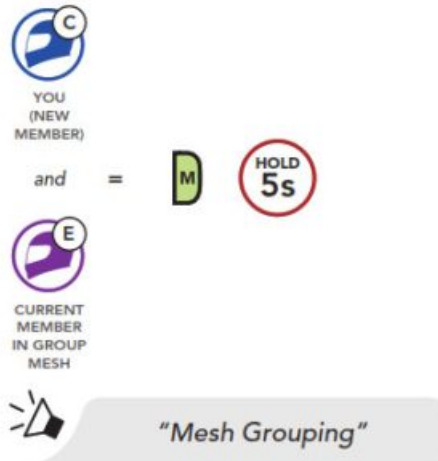 C
YOU
(NEW
MEMBER)
and = M HOLD
5s
E
CURRENT
MEMBER
IN GROUP
MESH
“Mesh Grouping”